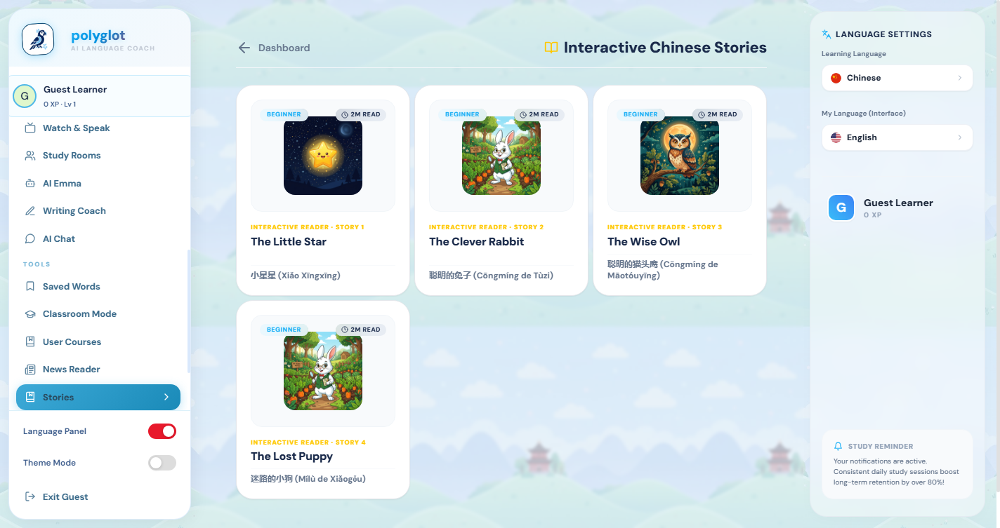 polyglot
AI LANGUAGE COACH
G
Guest Learner
0 XP · Lv 1
Watch & Speak
Study Rooms
AI Emma
Writing Coach
AI Chat
TOOLS
Saved Words
Classroom Mode
User Courses
News Reader
Stories
Language Panel
Theme Mode
Exit Guest
Dashboard
Interactive Chinese Stories
BEGINNER
2M READ
INTERACTIVE READER · STORY 1
The Little Star
小星星 (Xiǎo Xīngxīng)
BEGINNER
2M READ
INTERACTIVE READER · STORY 2
The Clever Rabbit
聪明的兔子 (Cōngmíng de Tùzi)
BEGINNER
2M READ
INTERACTIVE READER · STORY 3
The Wise Owl
聪明的猫头鹰 (Cōngmíng de
Māotóuyīng)
BEGINNER
2M READ
INTERACTIVE READER · STORY 4
The Lost Puppy
迷路的小狗 (Mílù de Xiǎogǒu)
LANGUAGE SETTINGS
Learning Language
Chinese
My Language (Interface)
English
G
Guest Learner
0 XP
STUDY REMINDER
Your notifications are active.
Consistent daily study sessions boost
long-term retention by over 80%!